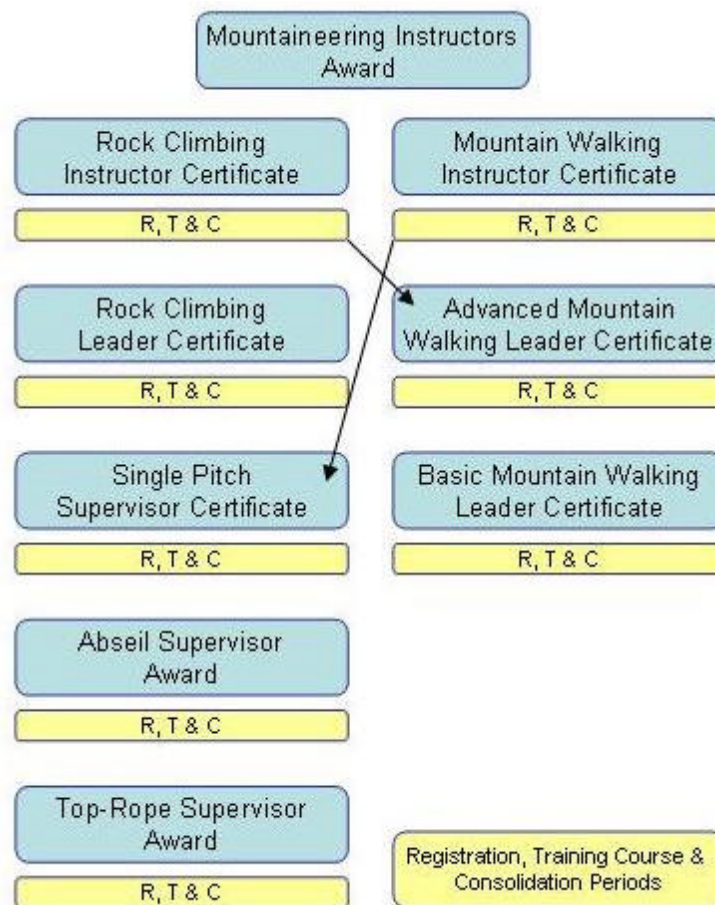 Mountaineering Instructors
Award
Rock Climbing
Instructor Certificate
R, T & C
Mountain Walking
Instructor Certificate
R, T & C
Rock Climbing
Leader Certificate
R, T & C
Advanced Mountain
Walking Leader Certificate
R, T & C
Single Pitch
Supervisor Certificate
R, T & C
Basic Mountain Walking
Leader Certificate
R, T & C
Abseil Supervisor
Award
R, T & C
Top-Rope Supervisor
Award
R, T & C
Registration, Training Course &
Consolidation Periods